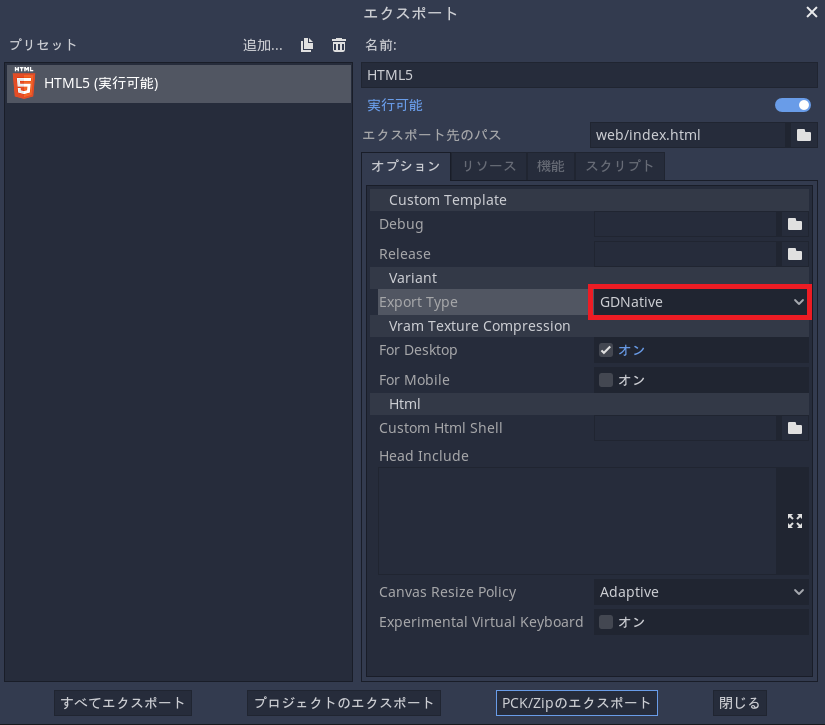 エクスポート
プリセット 追加...
HTML
5 HTML5 (実行可能)
名前:
HTML5
実行可能
エクスポート先のパス web/index.html
オプション リソース 機能 スクリプト
Custom Template
Debug
Release
Variant
Export Type GDNative
Vram Texture Compression
For Desktop オン
For Mobile オン
Html
Custom Html Shell
Head Include
Canvas Resize Policy Adaptive
Experimental Virtual Keyboard オン
すべてエクスポート プロジェクトのエクスポート PCK/Zipのエクスポート 閉じる